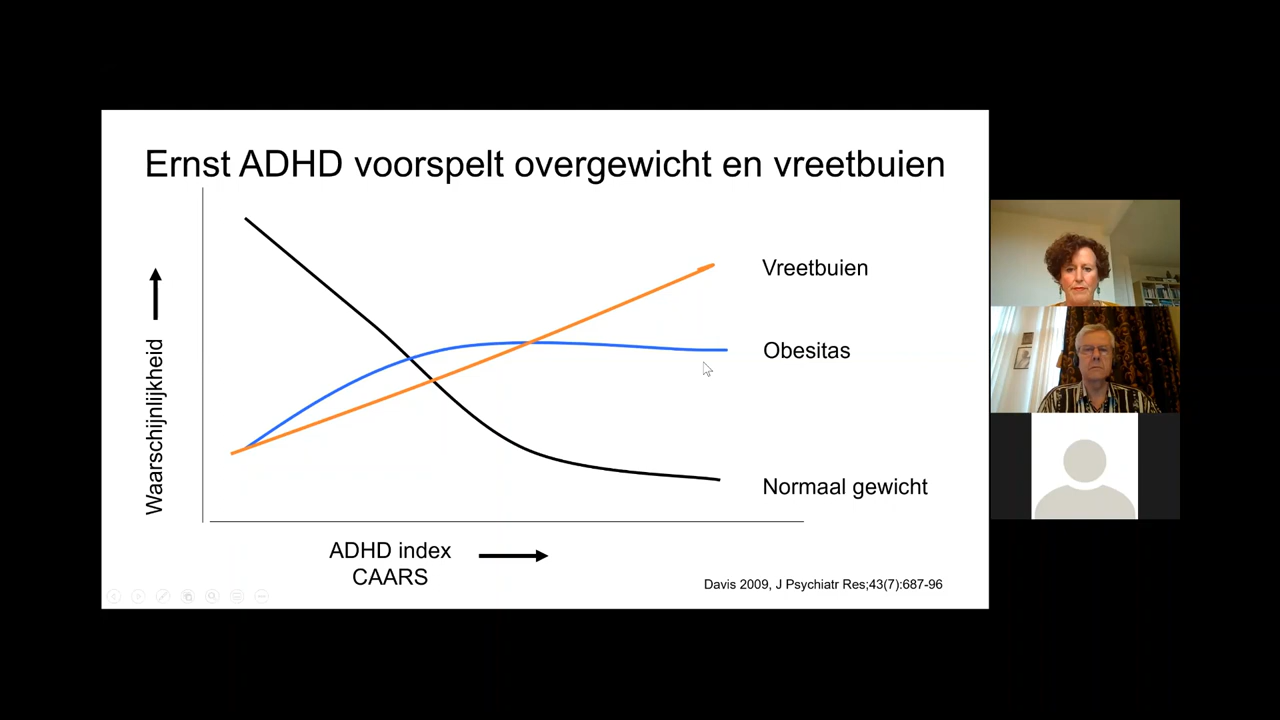 Ernst ADHD voorspelt overgewicht en vreetbuien
Vreetbuien
Obesitas
Normaal gewicht
Waarschijnlijkheid
ADHD index
CAARS
Davis 2009, J Psychiatr Res;43(7):687-96